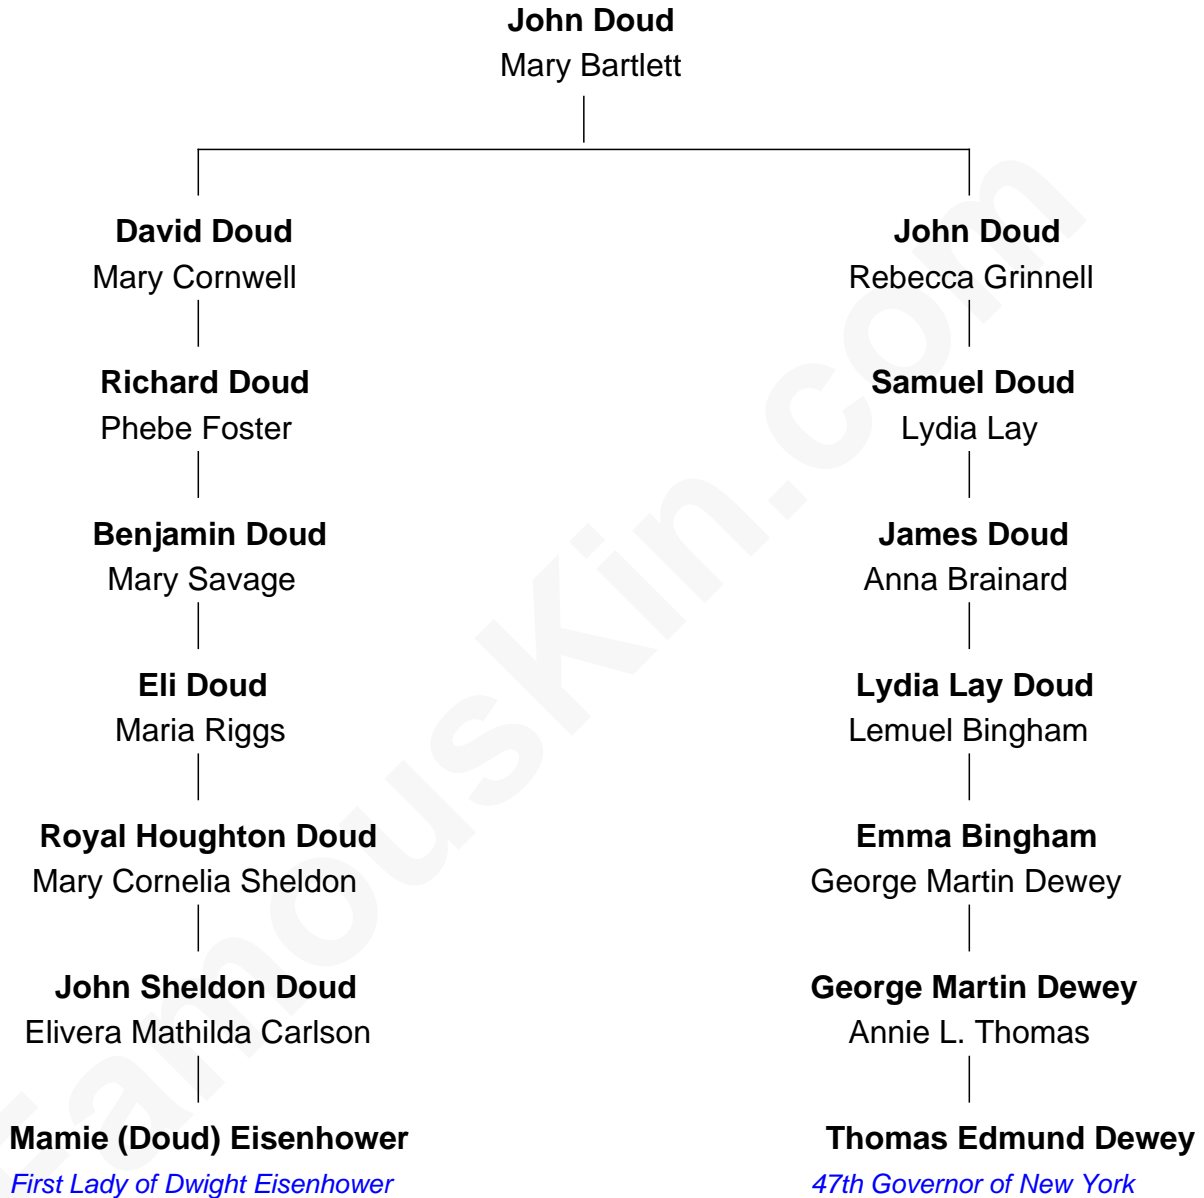 John Doud
Mary Bartlett
David Doud
Mary Cornwell
Richard Doud
Phebe Foster
Benjamin Doud
Mary Savage
Eli Doud
Maria Riggs
Royal Houghton Doud
Mary Cornelia Sheldon
John Sheldon Doud
Elivera Mathilda Carlson
Mamie (Doud) Eisenhower
First Lady of Dwight Eisenhower
John Doud
Rebecca Grinnell
Samuel Doud
Lydia Lay
James Doud
Anna Brainard
Lydia Lay Doud
Lemuel Bingham
Emma Bingham
George Martin Dewey
George Martin Dewey
Annie L. Thomas
Thomas Edmund Dewey
47th Governor of New York
FamousKin.com